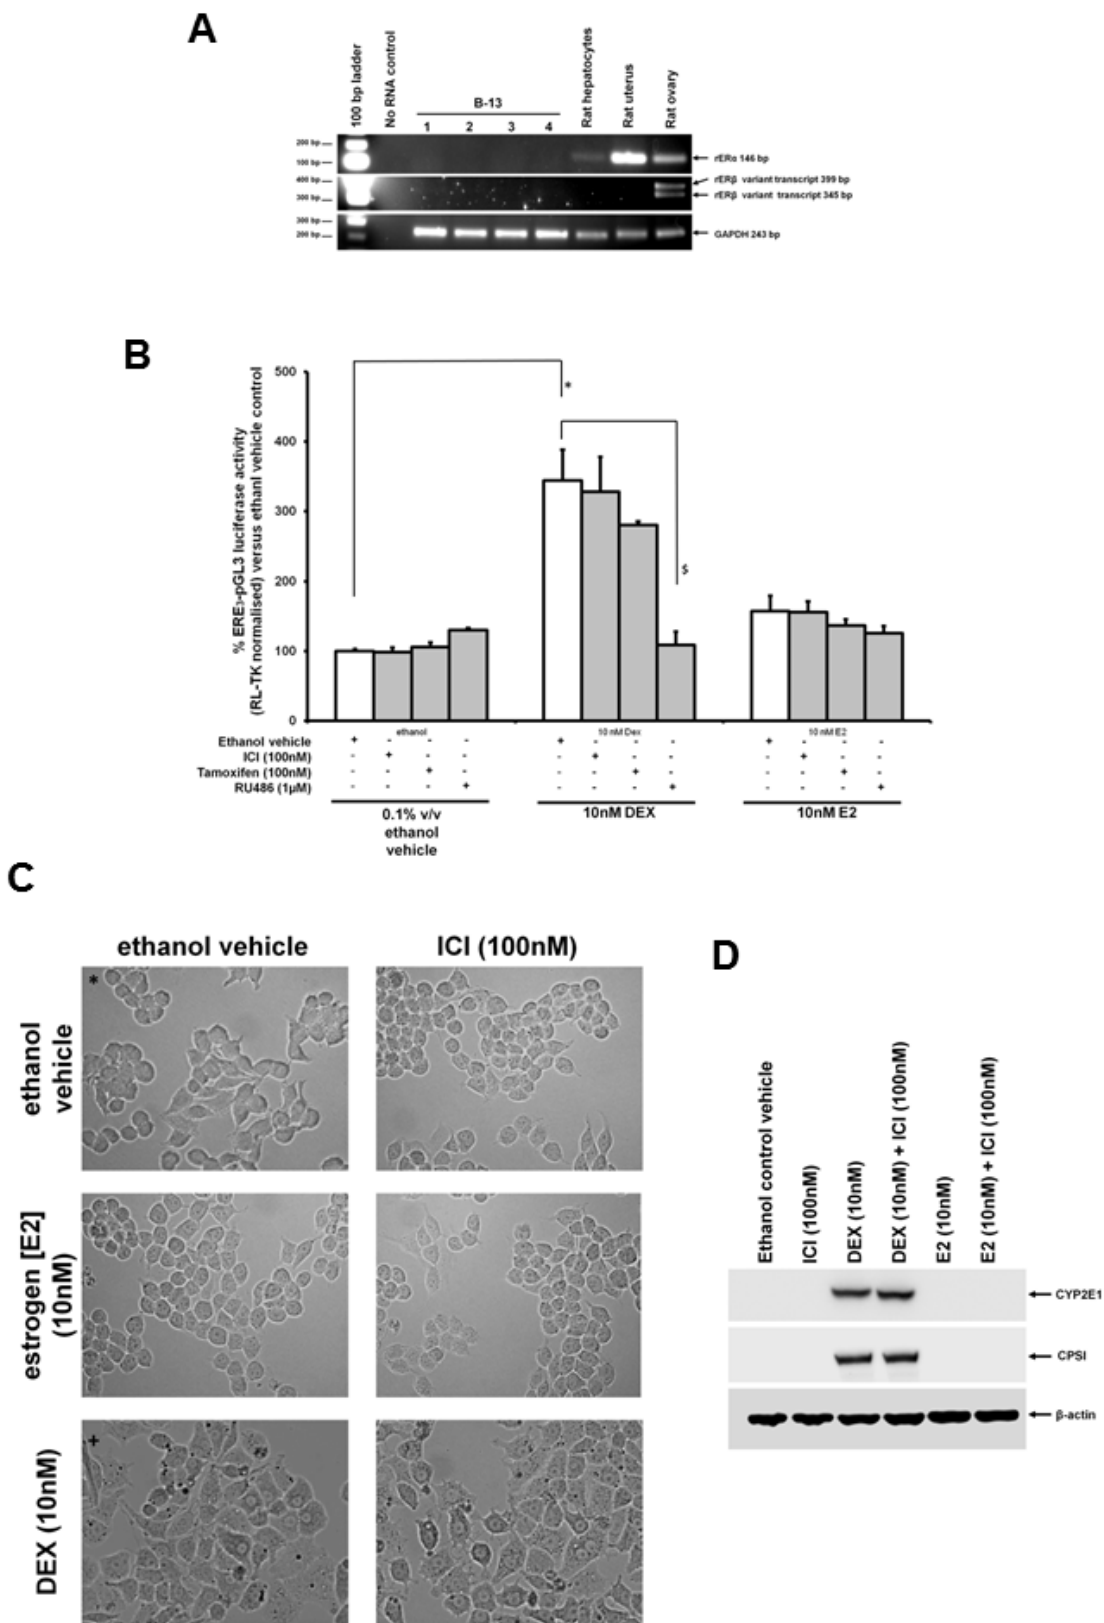 A
100 bp ladder
No RNA control
B-13
1 2 3 4
Rat hepatocytes
Rat uterus
Rat ovary
200 bp
100 bp
rERα 146 bp
400 bp
300 bp
rERβ variant transcript 399 bp
rERβ variant transcript 345 bp
300 bp
200 bp
GAPDH 243 bp
B
% ERE3-pGL3 luciferase activity
(RL-TK normalised) versus ethanl vehicle control
500
400
300
200
100
0
*
$
ethanol 10 nM Dex 10 nM E2
Ethanol vehicle + - - - + - - - + - - -
ICI (100nM) - + - - - + - - - + - -
Tamoxifen (100nM) - - + - - - + - - - + -
RU486 (1µM) - - - + - - - + - - - +
0.1% v/v
ethanol
vehicle
10nM DEX
10nM E2
C
ethanol vehicle
ICI (100nM)
ethanol
vehicle
*
estrogen [E2]
(10nM)
DEX (10nM)
+
D
Ethanol control vehicle
ICI (100nM)
DEX (10nM)
DEX (10nM) + ICI (100nM)
E2 (10nM)
E2 (10nM) + ICI (100nM)
CYP2E1
CPSI
β-actin